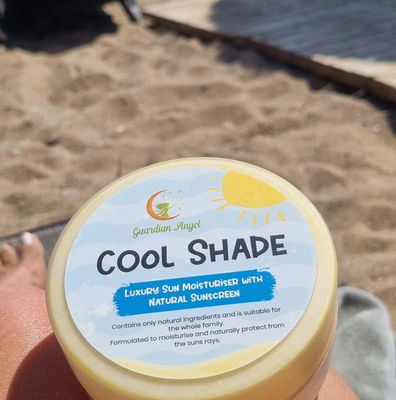 Guardian Angel
COOL SHADE
LUXURY SUN MOISTURISER WITH
NATURAL SUNSCREEN
Contains only natural ingredients and is suitable for
the whole family.
Formulated to moisturise and naturally protect from
the suns rays.